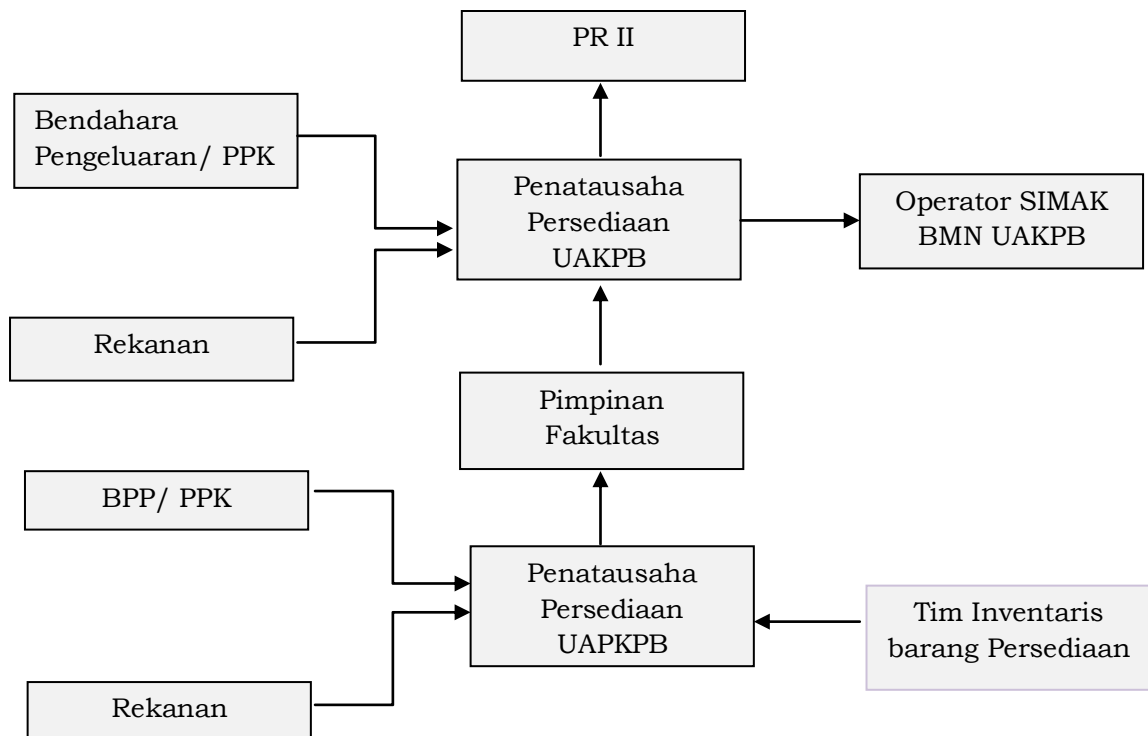 PR II
Bendahara
Pengeluaran/ PPK
Penatausaha
Persediaan
UAKPB
Operator SIMAK
BMN UAKPB
Rekanan
Pimpinan
Fakultas
BPP/ PPK
Penatausaha
Persediaan
UAPKPB
Tim Inventaris
barang Persediaan
Rekanan